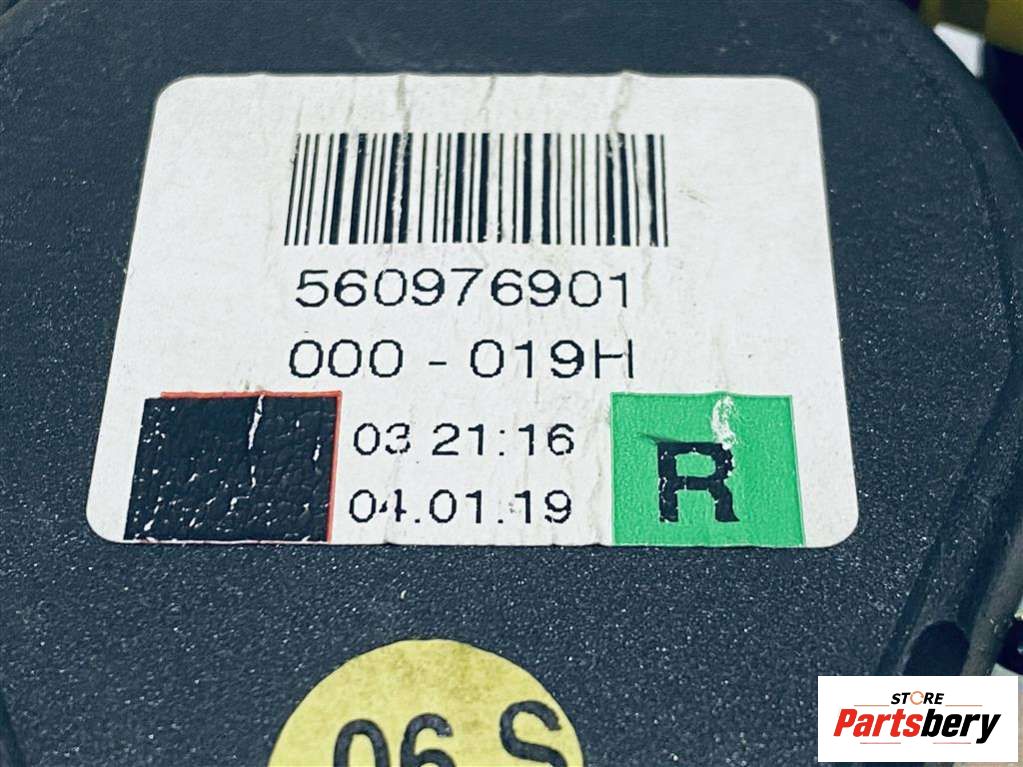 560976901
000 - 019H
03 21:16
04.01.19
R
06 S
STORE
Partsbery